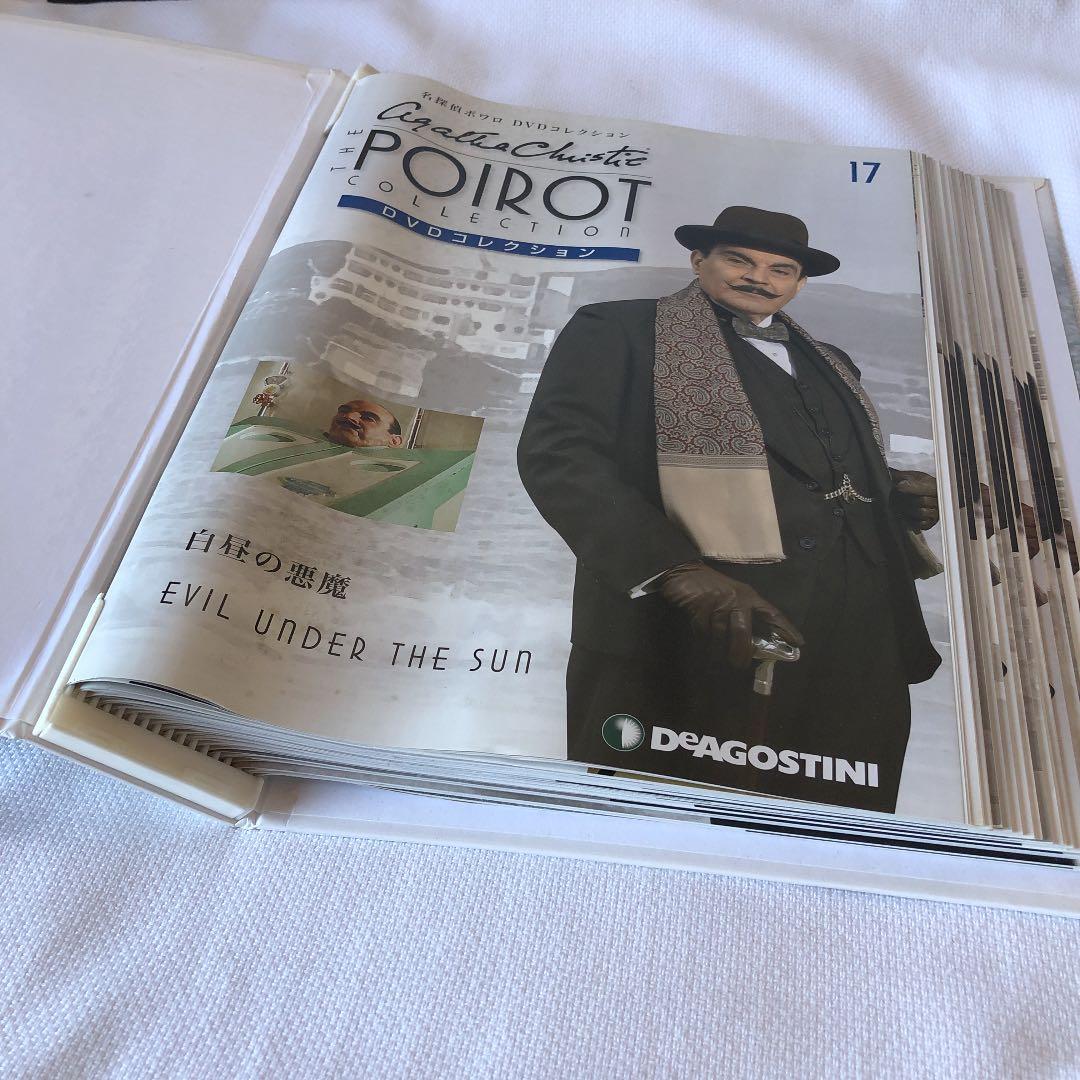 名探偵ポワロ DVDコレクション
Agatha Christie
THE
POIROT
COLLECTION
DVDコレクション
17
白昼の悪魔
EVIL UNDER THE SUN
DeAGOSTINI